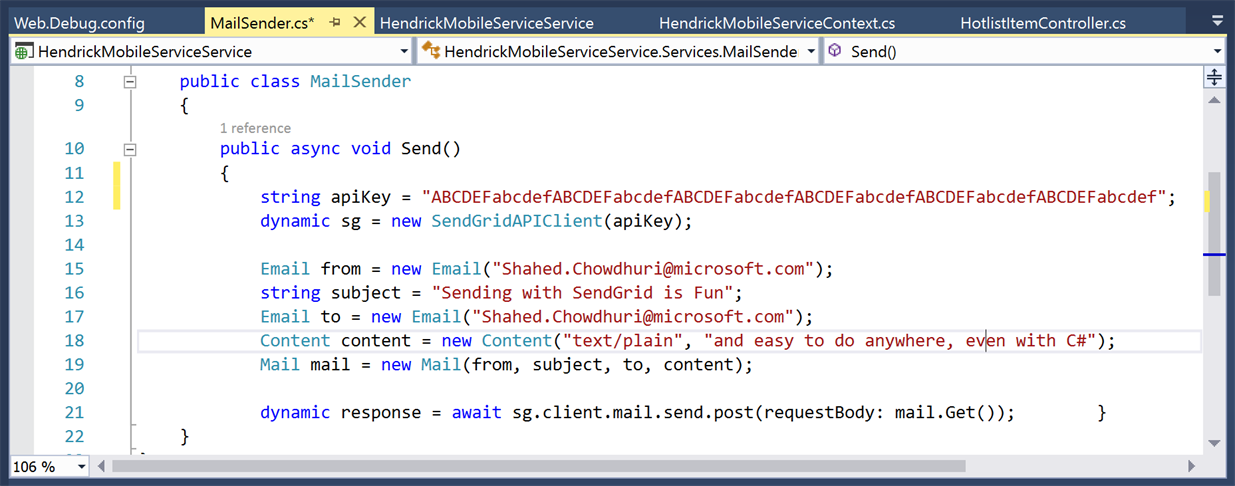 Web.Debug.config MailSender.cs* HendrickMobileServiceService HendrickMobileServiceContext.cs HotlistItemController.cs
HendrickMobileServiceService HendrickMobileServiceService.Services.MailSende Send()
8 public class MailSender
9 {
1 reference
10 public async void Send()
11 {
12 string apiKey = "ABCDEFabcdefABCDEFabcdefABCDEFabcdefABCDEFabcdefABCDEFabcdefABCDEFabcdef";
13 dynamic sg = new SendGridAPIClient(apiKey);
14
15 Email from = new Email("Shahed.Chowdhuri@microsoft.com");
16 string subject = "Sending with SendGrid is Fun";
17 Email to = new Email("Shahed.Chowdhuri@microsoft.com");
18 Content content = new Content("text/plain", "and easy to do anywhere, even with C#");
19 Mail mail = new Mail(from, subject, to, content);
20
21 dynamic response = await sg.client.mail.send.post(requestBody: mail.Get()); }
22 }
106 %